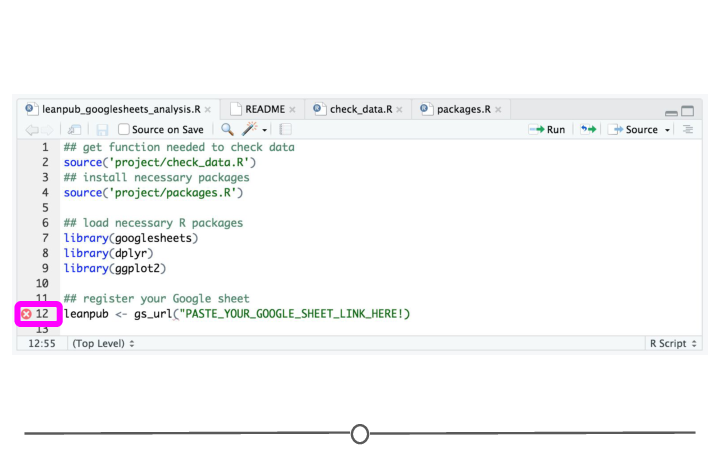 leanpub_googlesheets_analysis.R × README × check_data.R × packages.R ×
Source on Save Run Source
1 ## get function needed to check data
2 source('project/check_data.R')
3 ## install necessary packages
4 source('project/packages.R')
5
6 ## load necessary R packages
7 library(googlesheets)
8 library(dplyr)
9 library(ggplot2)
10
11 ## register your Google sheet
12 leanpub <- gs_url("PASTE_YOUR_GOOGLE_SHEET_LINK_HERE!)
13
12:55 (Top Level) R Script